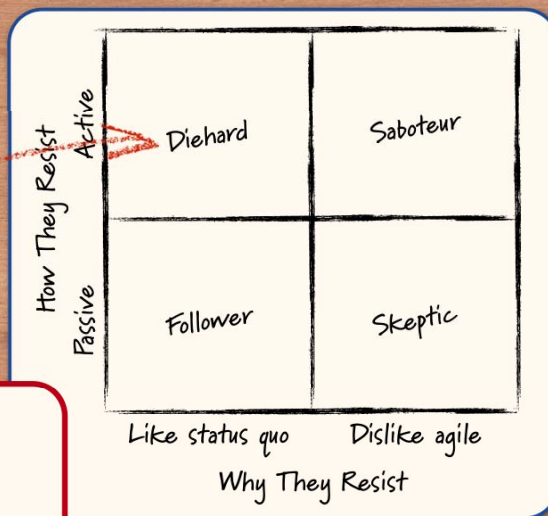 How They Resist
Active
Diehard
Saboteur
Passive
Follower
Skeptic
Like status quo
Dislike agile
Why They Resist